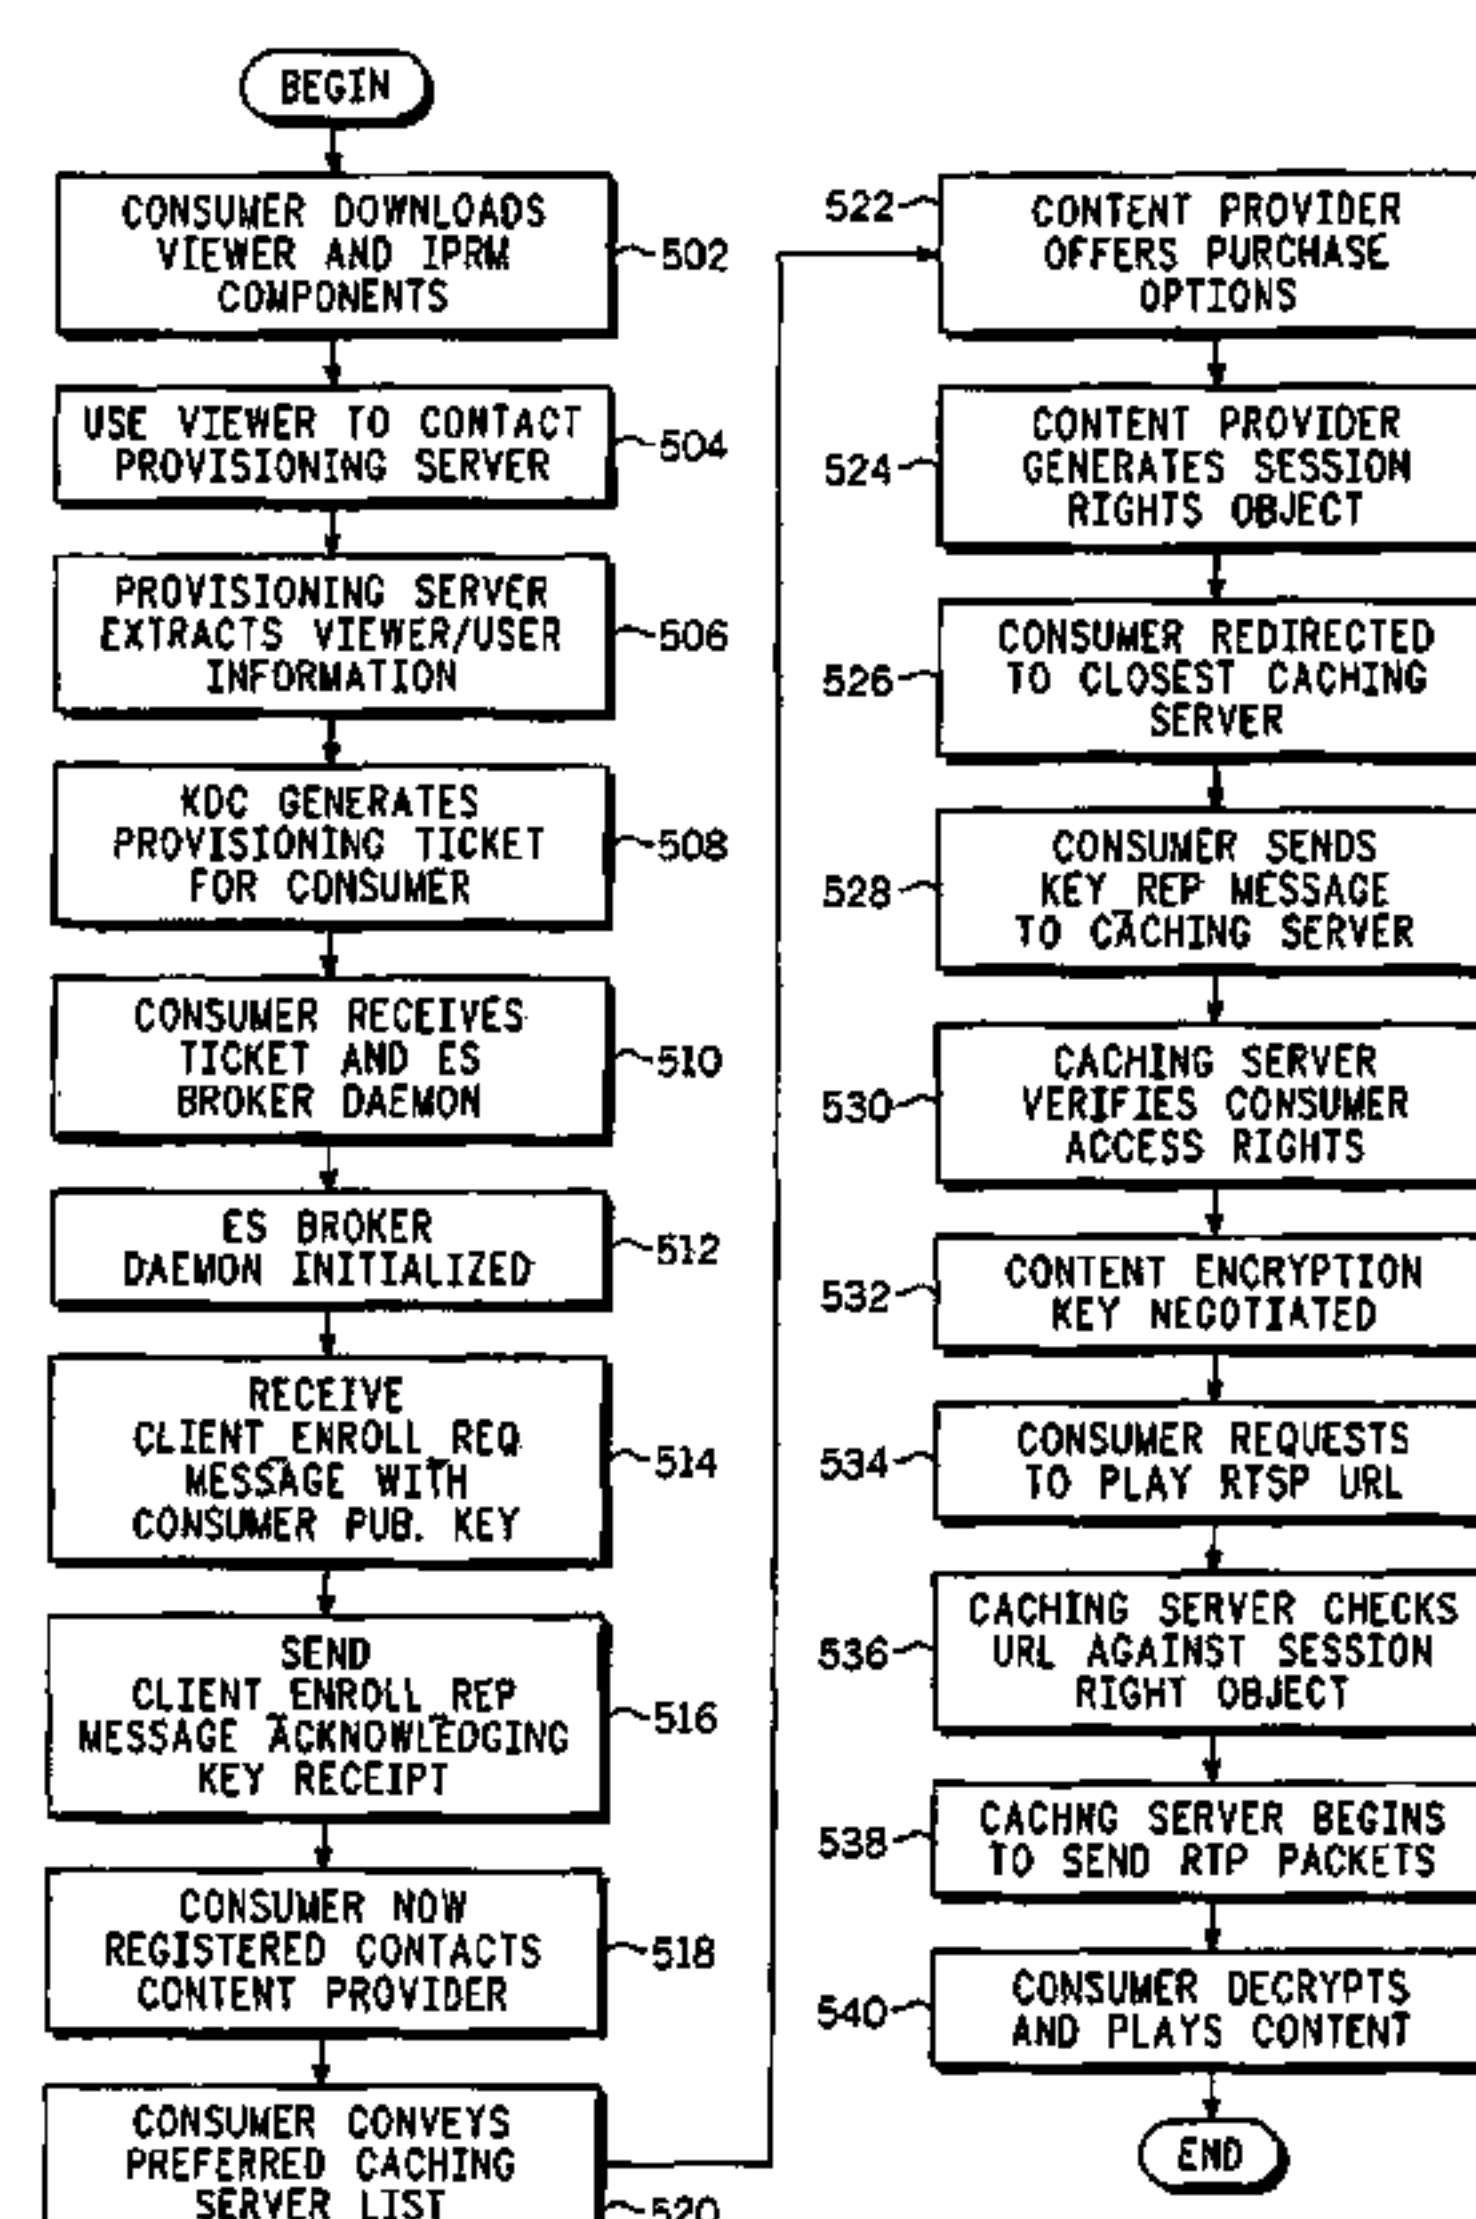 BEGIN
CONSUMER DOWNLOADS
VIEWER AND IPRM
COMPONENTS
502
USE VIEWER TO CONTACT
PROVISIONING SERVER
504
PROVISIONING SERVER
EXTRACTS VIEWER/USER
INFORMATION
506
KDC GENERATES
PROVISIONING TICKET
FOR CONSUMER
508
CONSUMER RECEIVES
TICKET AND ES
BROKER DAEMON
510
ES BROKER
DAEMON INITIALIZED
512
RECEIVE
CLIENT_ENROLL_REQ
MESSAGE WITH
CONSUMER PUB. KEY
514
SEND
CLIENT_ENROLL_REP
MESSAGE ACKNOWLEDGING
KEY RECEIPT
516
CONSUMER NOW
REGISTERED CONTACTS
CONTENT PROVIDER
518
CONSUMER CONVEYS
PREFERRED CACHING
SERVER LIST
520
522
CONTENT PROVIDER
OFFERS PURCHASE
OPTIONS
524
CONTENT PROVIDER
GENERATES SESSION
RIGHTS OBJECT
526
CONSUMER REDIRECTED
TO CLOSEST CACHING
SERVER
528
CONSUMER SENDS
KEY_REP MESSAGE
TO CACHING SERVER
530
CACHING SERVER
VERIFIES CONSUMER
ACCESS RIGHTS
532
CONTENT ENCRYPTION
KEY NEGOTIATED
534
CONSUMER REQUESTS
TO PLAY RTSP URL
536
CACHING SERVER CHECKS
URL AGAINST SESSION
RIGHT OBJECT
538
CACHNG SERVER BEGINS
TO SEND RTP PACKETS
540
CONSUMER DECRYPTS
AND PLAYS CONTENT
END